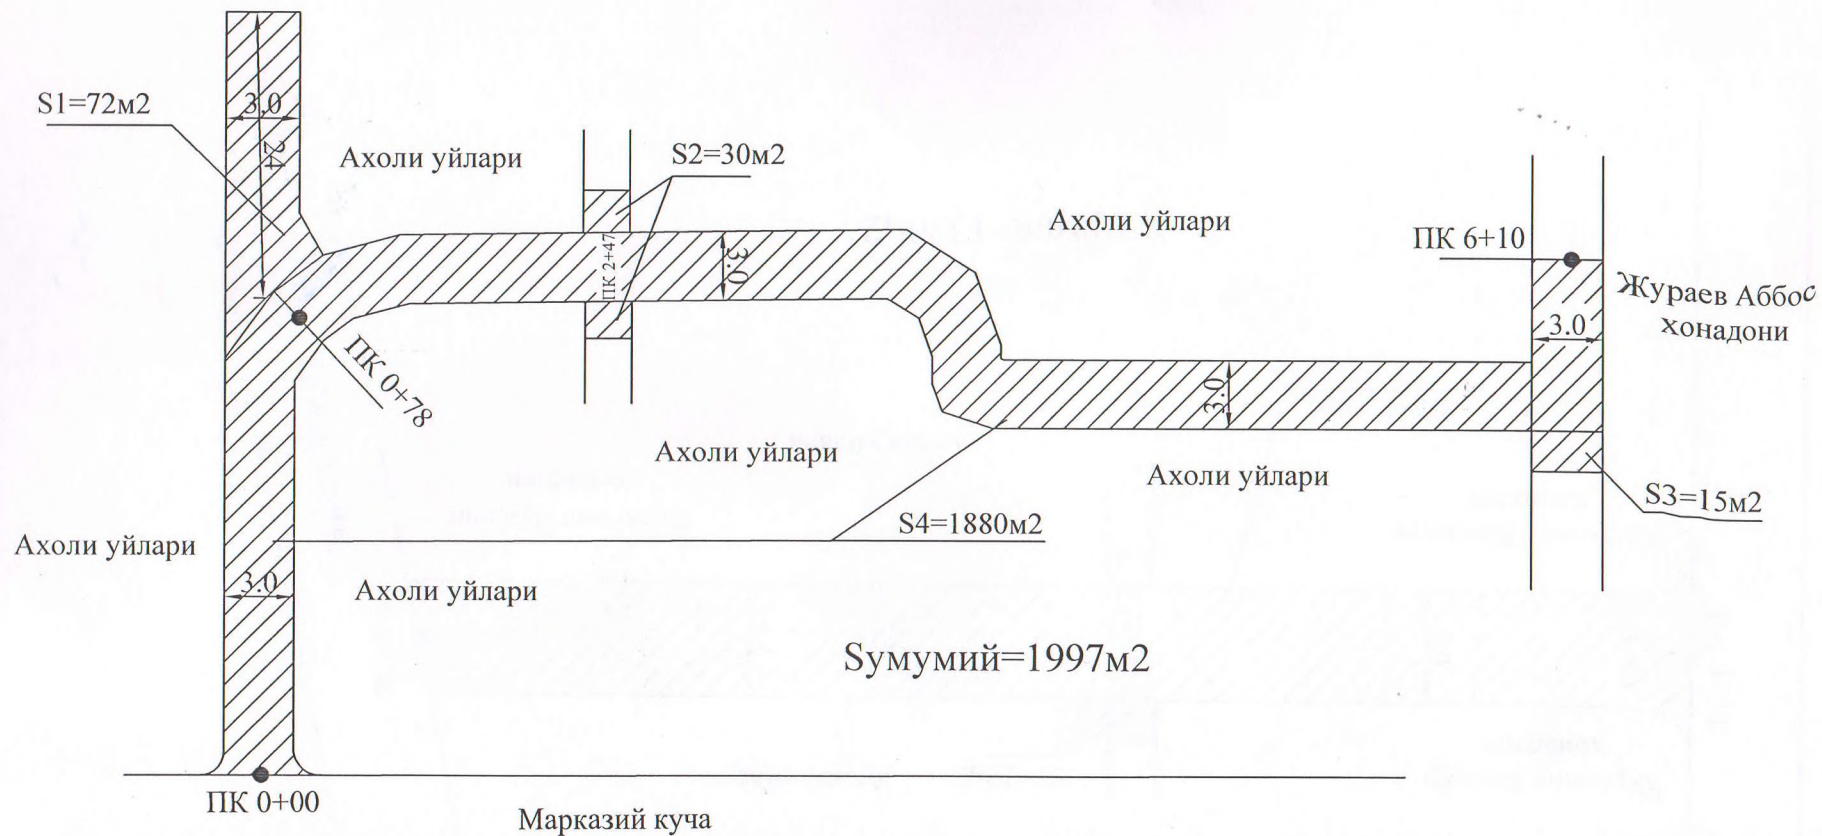 S1=72м2
3.0
24
Ахоли уйлари
S2=30м2
ПК 2+47
3.0
Ахоли уйлари
ПК 6+10
Жураев Аббос
хонадони
3.0
ПК 0+78
3.0
Ахоли уйлари
Ахоли уйлари
S3=15м2
S4=1880м2
Ахоли уйлари
3.0
Ахоли уйлари
Sумумий=1997м2
ПК 0+00
Марказий куча